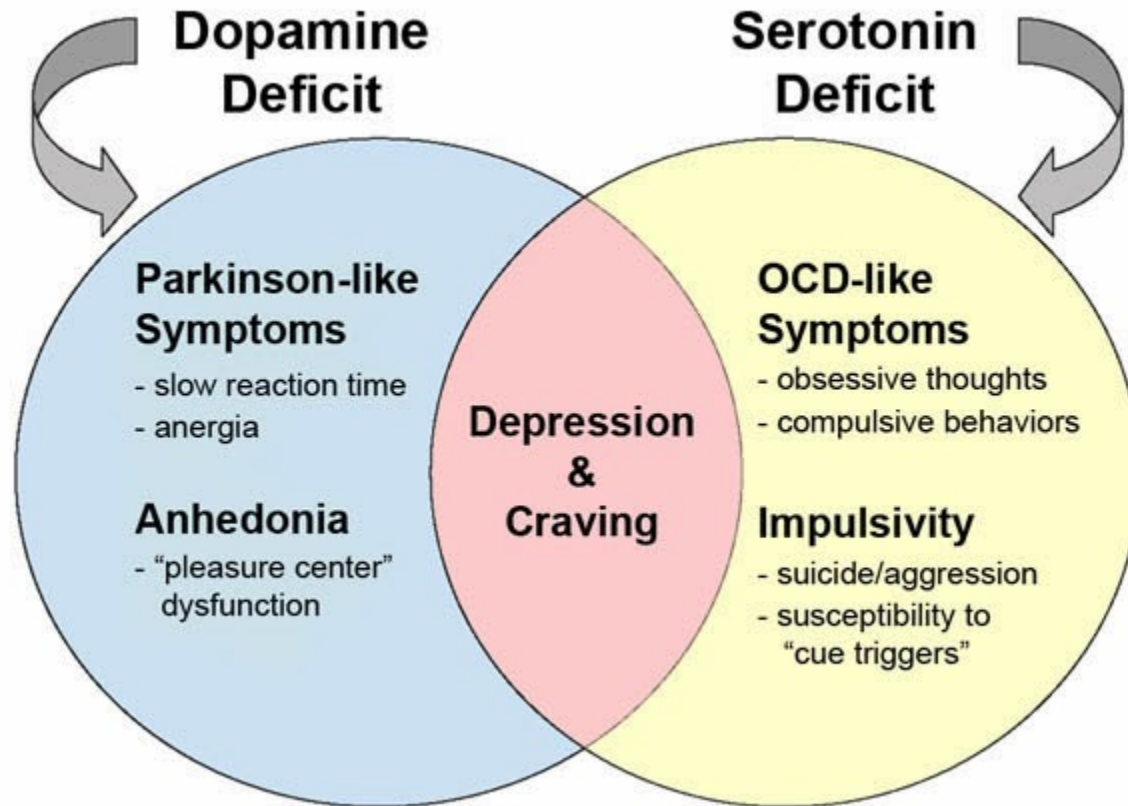 Dopamine
Deficit
Serotonin
Deficit
Parkinson-like
Symptoms
- slow reaction time
- anergia
Anhedonia
- “pleasure center”
dysfunction
Depression
&
Craving
OCD-like
Symptoms
- obsessive thoughts
- compulsive behaviors
Impulsivity
- suicide/aggression
- susceptibility to
“cue triggers”